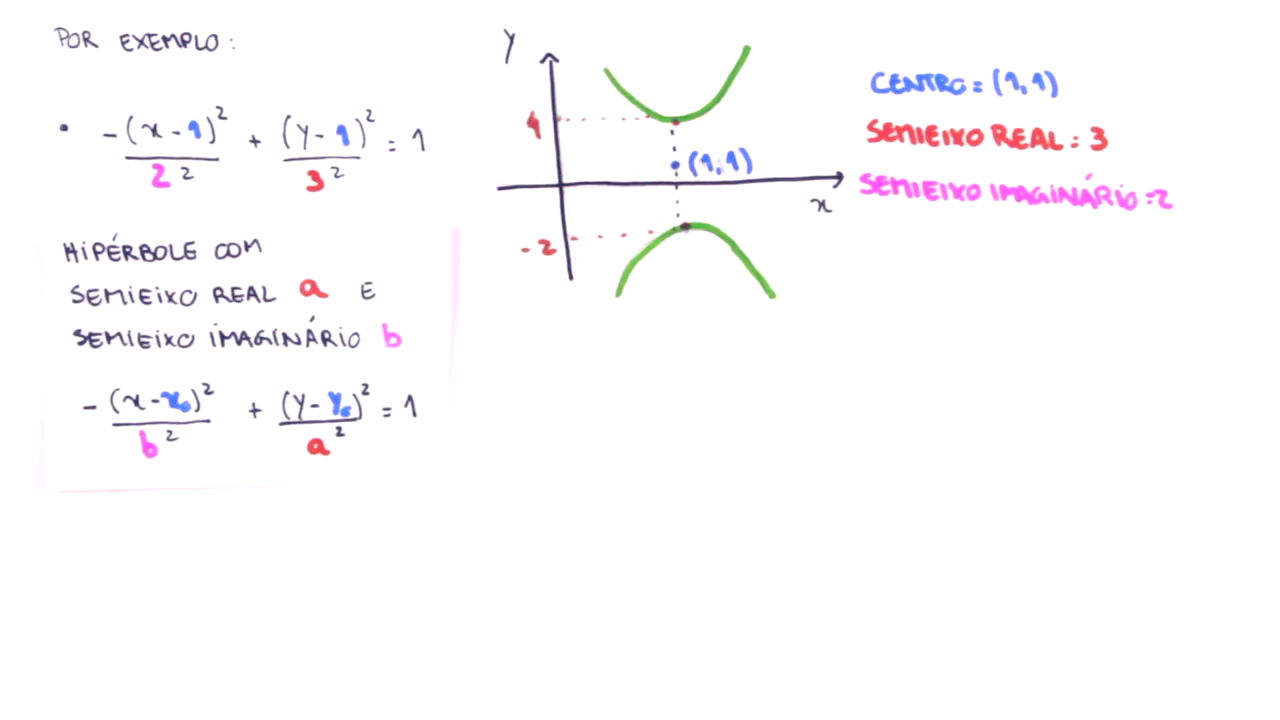 POR EXEMPLO:
• -(x-1)²/2² + (y-1)²/3² = 1
HIPÉRBOLE COM
SEMIEIXO REAL a E
SEMIEIXO IMAGINÁRIO b
-(x-x₀)²/b² + (y-y₀)²/a² = 1
y
4
(1,1)
x
-2
CENTRO = (1,1)
SEMIEIXO REAL: 3
SEMIEIXO IMAGINÁRIO:2